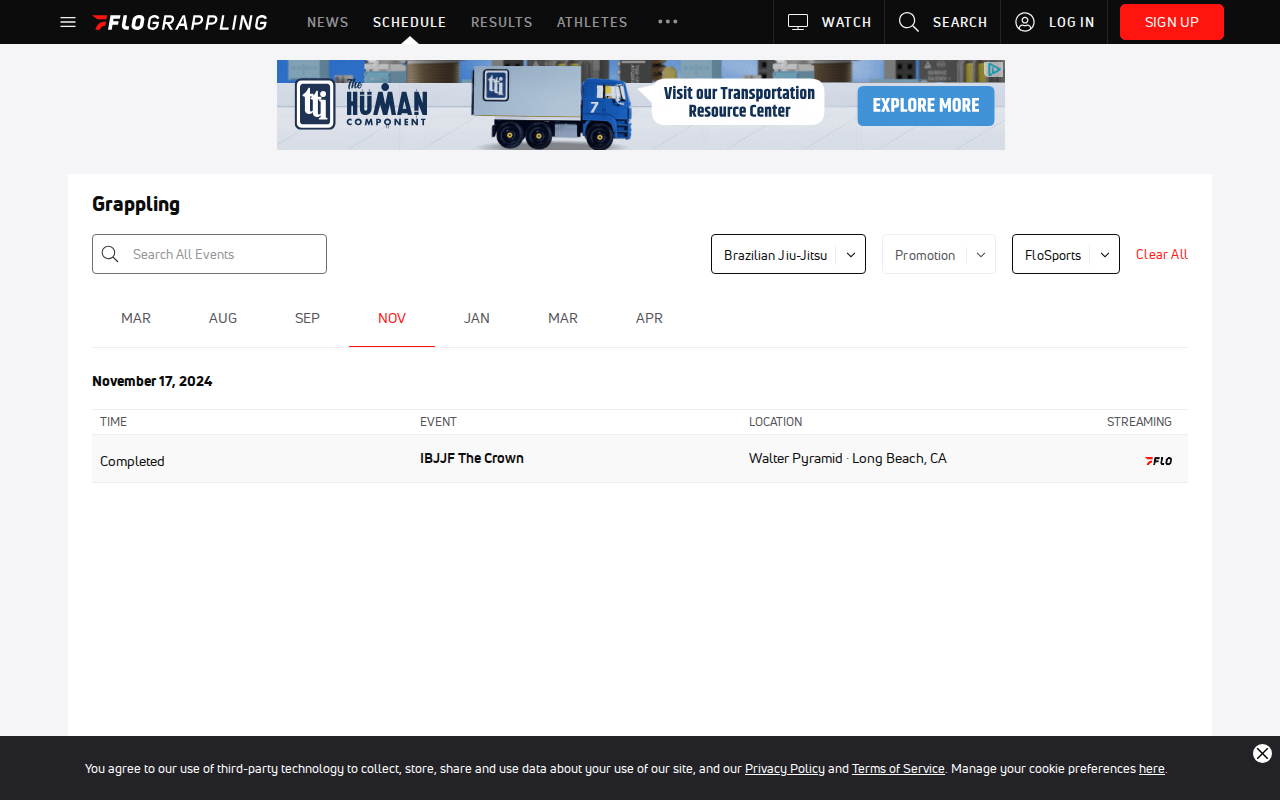 FLOGRAPPLING NEWS SCHEDULE RESULTS ATHLETES WATCH SEARCH LOG IN SIGN UP
tti The HUMAN COMPONENT
tti
7
Visit our Transportation
Resource Center
EXPLORE MORE
Grappling
Search All Events Brazilian Jiu-Jitsu Promotion FloSports Clear All
MAR AUG SEP NOV JAN MAR APR
November 17, 2024
TIME EVENT LOCATION STREAMING
Completed IBJJF The Crown Walter Pyramid · Long Beach, CA FLO
You agree to our use of third-party technology to collect, store, share and use data about your use of our site, and our Privacy Policy and Terms of Service. Manage your cookie preferences here.